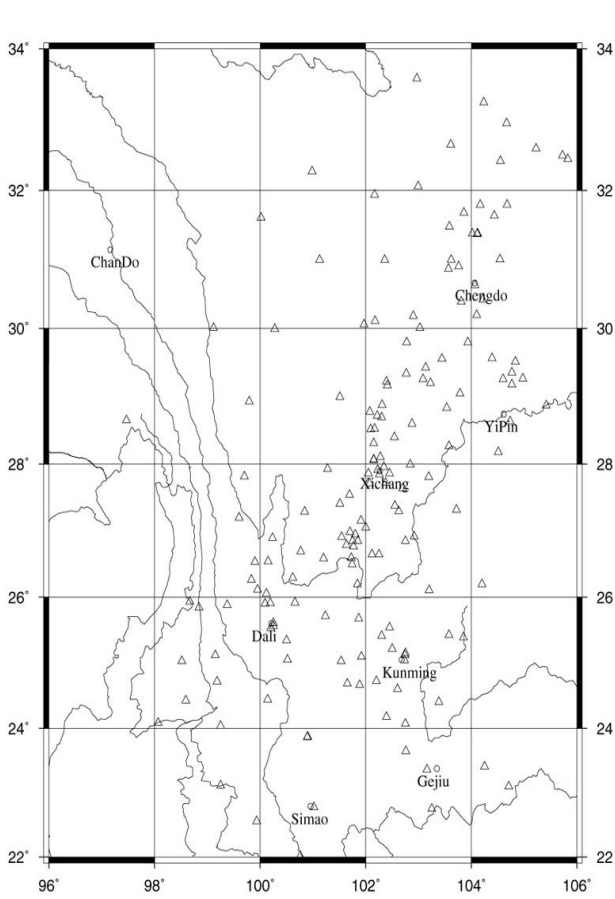 34° 34
32° 32
ChanDo
Chengdo
30° 30
YiPin
28° 28
Xichang
26° 26
Dali
Kunming
24° 24
Gejiu
Simao
22° 22
96° 98° 100° 102° 104° 106°